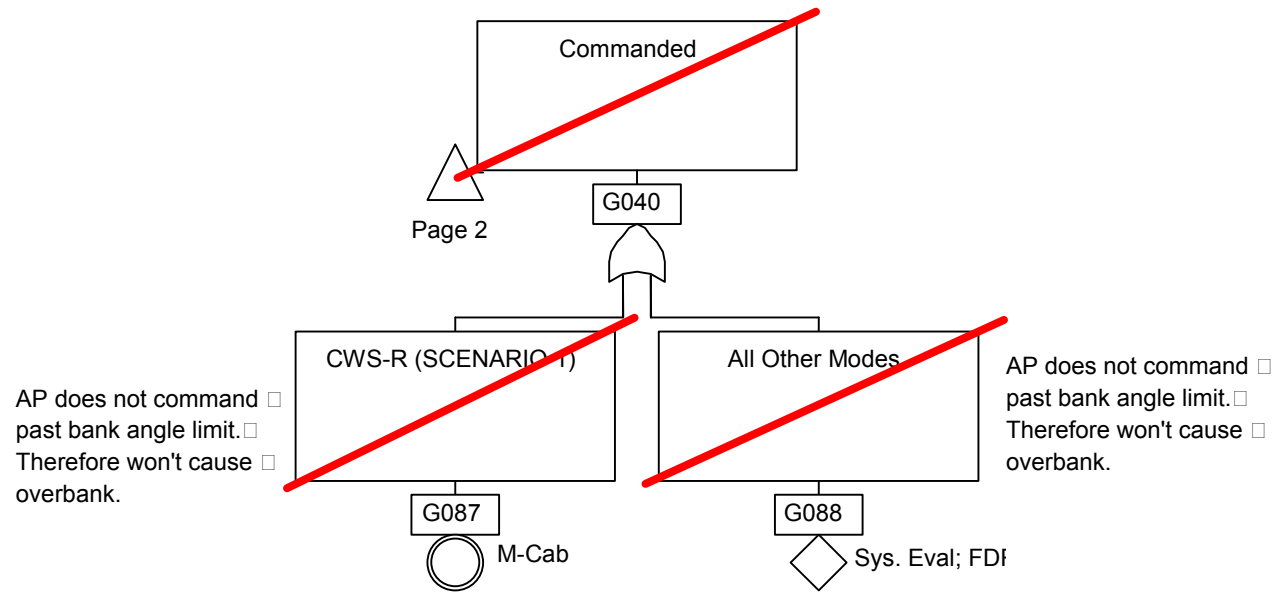 Commanded
G040
Page 2
CWS-R (SCENARIO 1)
All Other Modes
AP does not command
past bank angle limit.
Therefore won't cause
overbank.
AP does not command
past bank angle limit.
Therefore won't cause
overbank.
G087
G088
M-Cab
Sys. Eval;